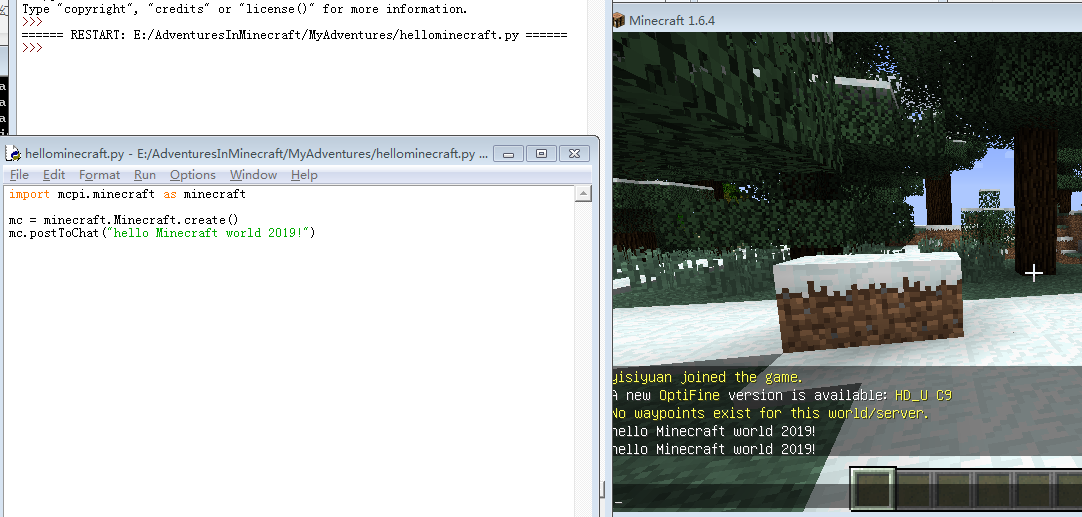 Type "copyright", "credits" or "license()" for more information.
>>>
====== RESTART: E:/AdventuresInMinecraft/MyAdventures/hellominecraft.py ======
>>>
hellominecraft.py - E:/AdventuresInMinecraft/MyAdventures/hellominecraft.py ...
File Edit Format Run Options Window Help
import mcpi.minecraft as minecraft
mc = minecraft.Minecraft.create()
mc.postToChat("hello Minecraft world 2019!")
Minecraft 1.6.4
yisiyuan joined the game.
A new OptiFine version is available: HD_U C9
No waypoints exist for this world/server.
hello Minecraft world 2019!
hello Minecraft world 2019!